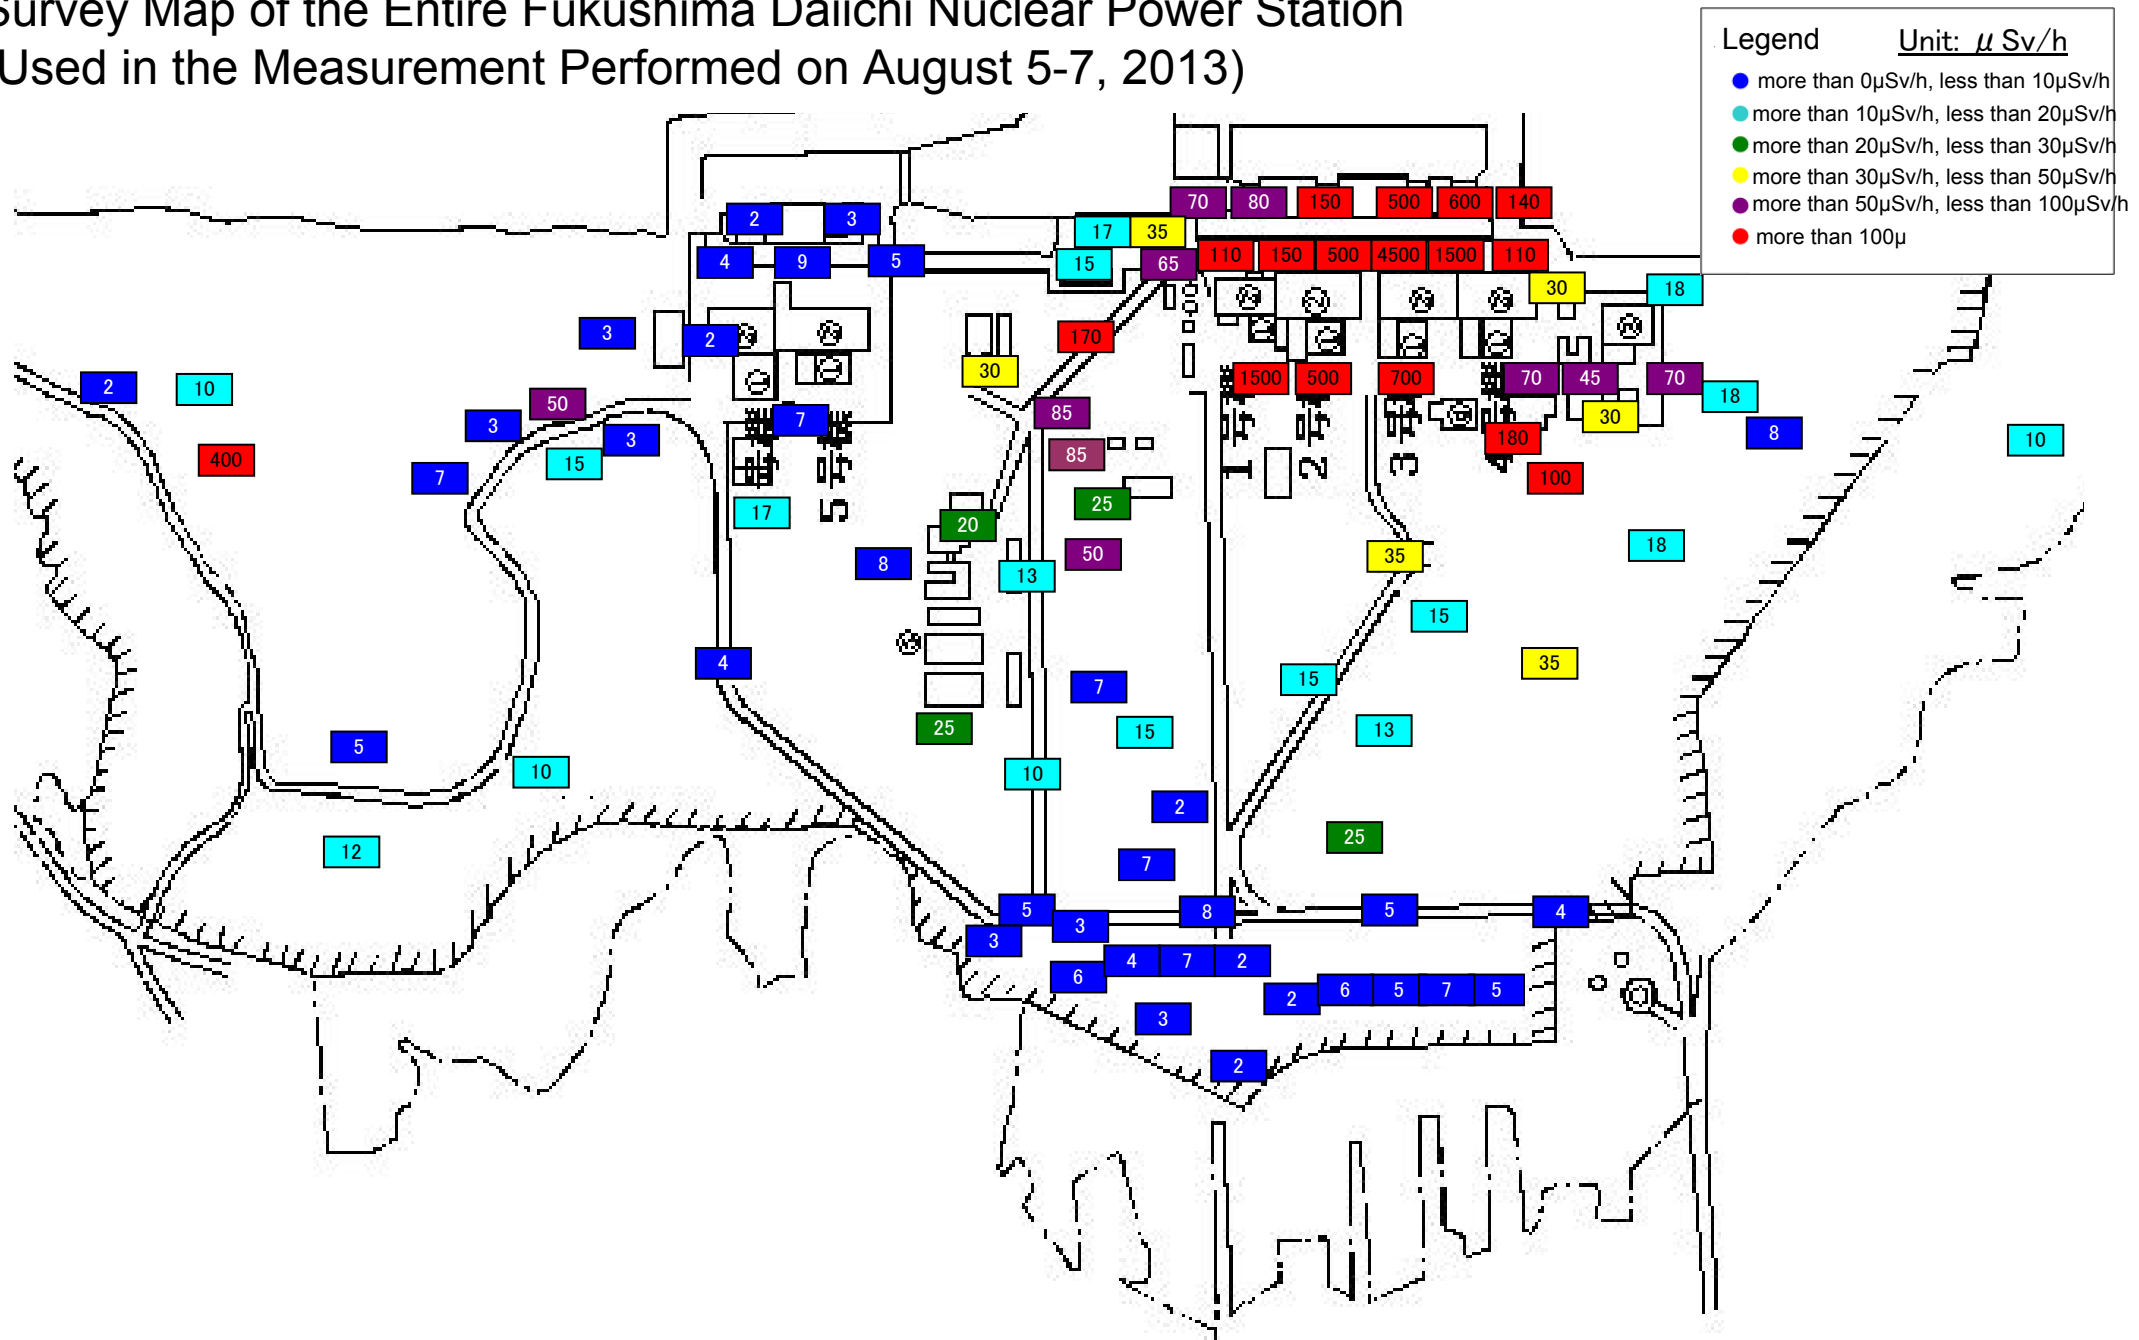 Survey Map of the Entire Fukushima Daiichi Nuclear Power Station
(Used in the Measurement Performed on August 5-7, 2013)
Legend Unit: μ Sv/h
more than 0μSv/h, less than 10μSv/h
more than 10μSv/h, less than 20μSv/h
more than 20μSv/h, less than 30μSv/h
more than 30μSv/h, less than 50μSv/h
more than 50μSv/h, less than 100μSv/h
more than 100μ
70 80 150 500 600 140
2 3
17 35
4 9 5 15 65 110 150 500 4500 1500 110
30 18
3 2 170
30
1500 500 700 70 45 70
2 10
18
50 85 30
3 7
3 8
180 10
400 15 85
7 100
25
17 20
18
50 35
8 13
15
4 35
15
7
25 15 13
5
10 10
2
25
12 7
5 8 5 4
3
3
4 7 2
6
6 5 7 5
2
3
2
5
1
2
3
4